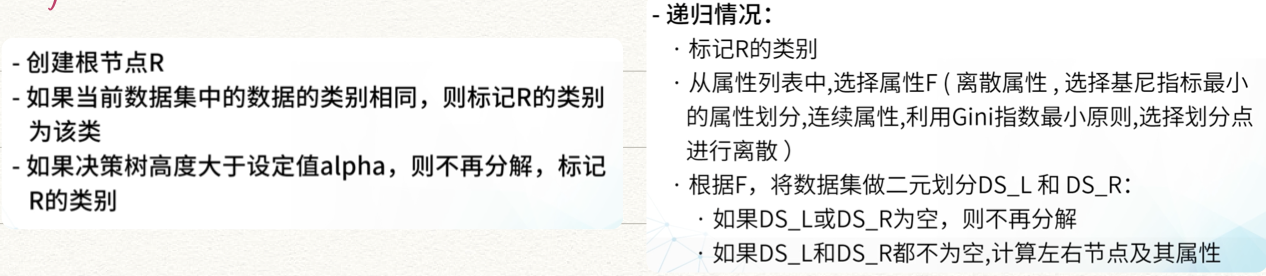 - 创建根节点R
- 如果当前数据集中的数据的类别相同，则标记R的类别
为该类
- 如果决策树高度大于设定值alpha，则不再分解，标记
R的类别
- 递归情况：
· 标记R的类别
· 从属性列表中,选择属性F ( 离散属性 , 选择基尼指标最小
的属性划分,连续属性,利用Gini指数最小原则,选择划分点
进行离散 ）
· 根据F，将数据集做二元划分DS_L 和 DS_R：
· 如果DS_L或DS_R为空，则不再分解
· 如果DS_L和DS_R都不为空,计算左右节点及其属性